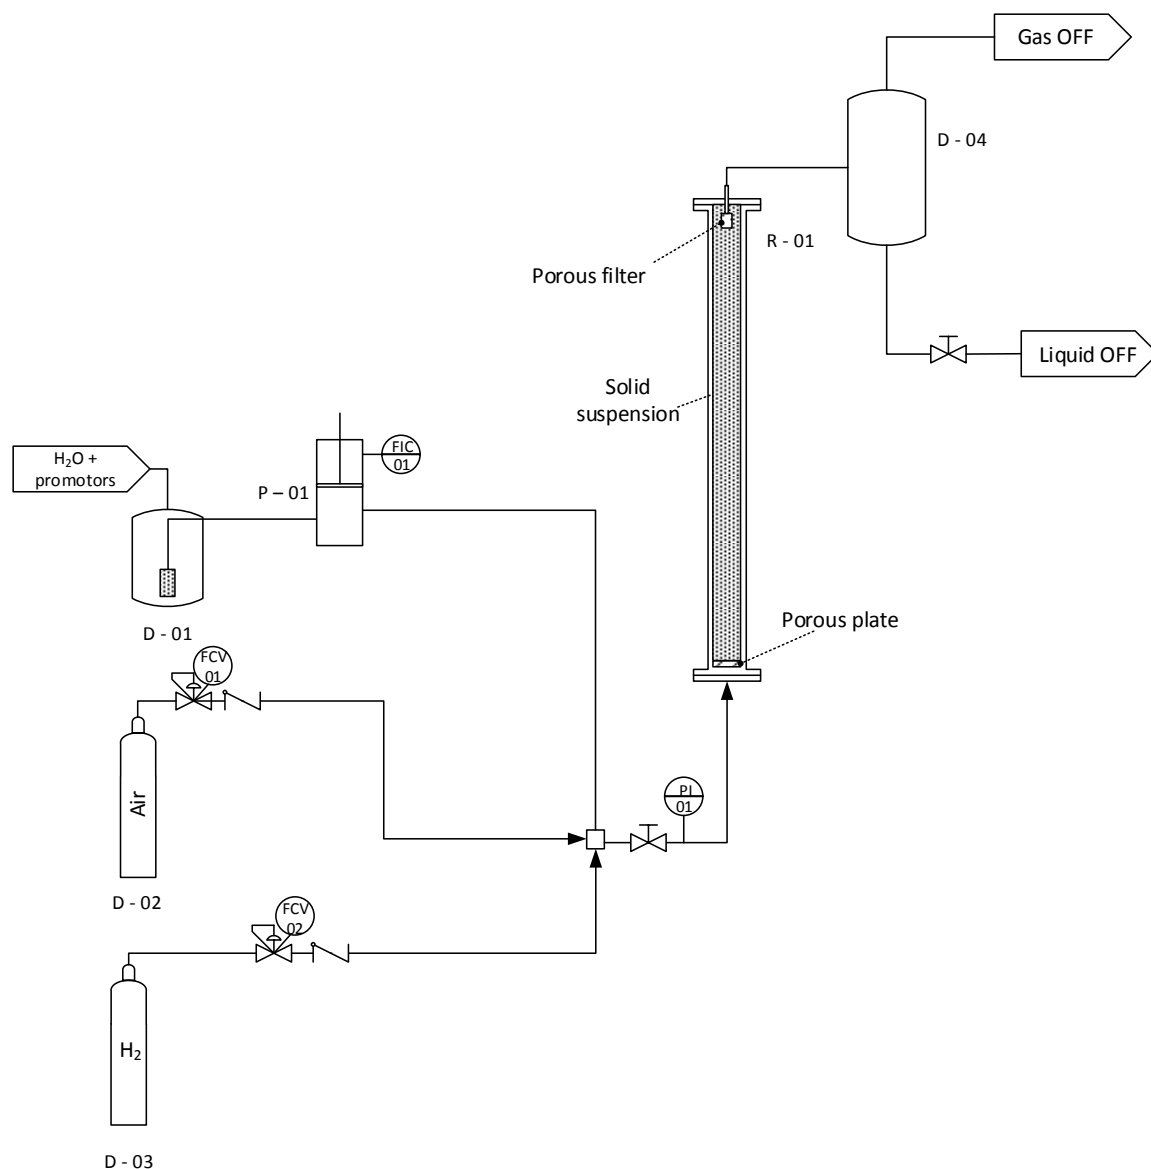 Gas OFF
D - 04
R - 01
Porous filter
Liquid OFF
Solid
suspension
FIC
01
H₂O +
promotors
P – 01
Porous plate
D - 01
FCV
01
PI
01
Air
D - 02
FCV
02
H₂
D - 03